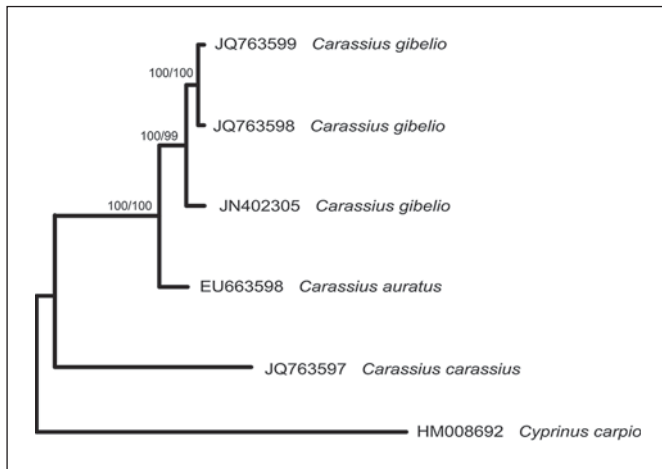 JQ763599 Carassius gibelio
100/100
JQ763598 Carassius gibelio
100/99
JN402305 Carassius gibelio
100/100
EU663598 Carassius auratus
JQ763597 Carassius carassius
HM008692 Cyprinus carpio